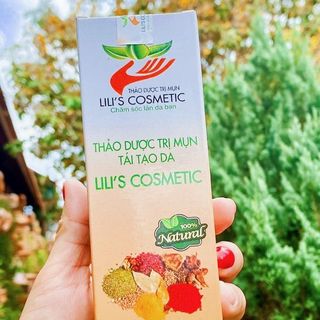 THẢO DƯỢC TRỊ MỤN
LILI'S COSMETIC
Chăm sóc làn da bạn
THẢO DƯỢC TRỊ MỤN
TÁI TẠO DA
LILI'S COSMETIC
100%
Natural